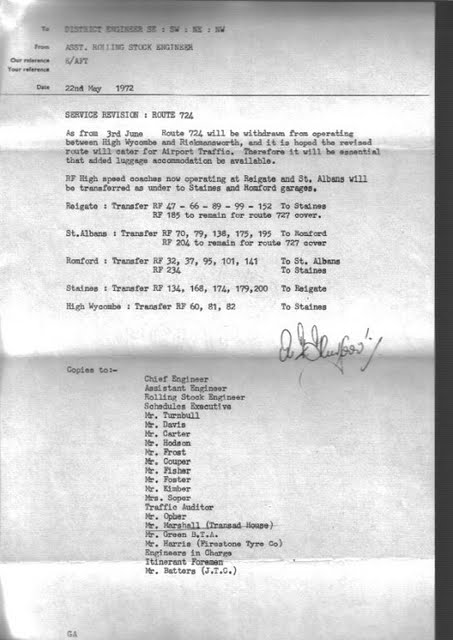 To DISTRICT ENGINEER SE : SW : NE : NW
From ASST. ROLLING STOCK ENGINEER
Our reference S/AFT
Your reference
Date 22nd May 1972
SERVICE REVISION : ROUTE 724
As from 3rd June Route 724 will be withdrawn from operating
between High Wycombe and Rickmansworth, and it is hoped the revised
route will cater for Airport Traffic. Therefore it will be essential
that added luggage accommodation be available.
RF High speed coaches now operating at Reigate and St. Albans will
be transferred as under to Staines and Romford garages.
Reigate : Transfer RF 47 - 66 - 89 - 99 - 152 To Staines
RF 185 to remain for route 727 cover.
St.Albans : Transfer RF 70, 79, 138, 175, 195 To Romford
RF 204 to remain for route 727 cover
Romford : Transfer RF 32, 37, 95, 101, 141 To St. Albans
RF 234 To Staines
Staines : Transfer RF 134, 168, 174, 179,200 To Reigate
High Wycombe : Transfer RF 60, 81, 82 To Staines
Copies to:-
Chief Engineer
Assistant Engineer
Rolling Stock Engineer
Schedules Executive
Mr. Turnbull
Mr. Davis
Mr. Carter
Mr. Hodson
Mr. Frost
Mr. Couper
Mr. Fisher
Mr. Foster
Mr. Kimber
Mrs. Soper
Traffic Auditor
Mr. Opher
Mr. Marshall (Transad House)
Mr. Green B.T.A.
Mr. Harris (Firestone Tyre Co)
Engineers in Charge
Itinerant Foremen
Mr. Batters (J.T.G.)
GA